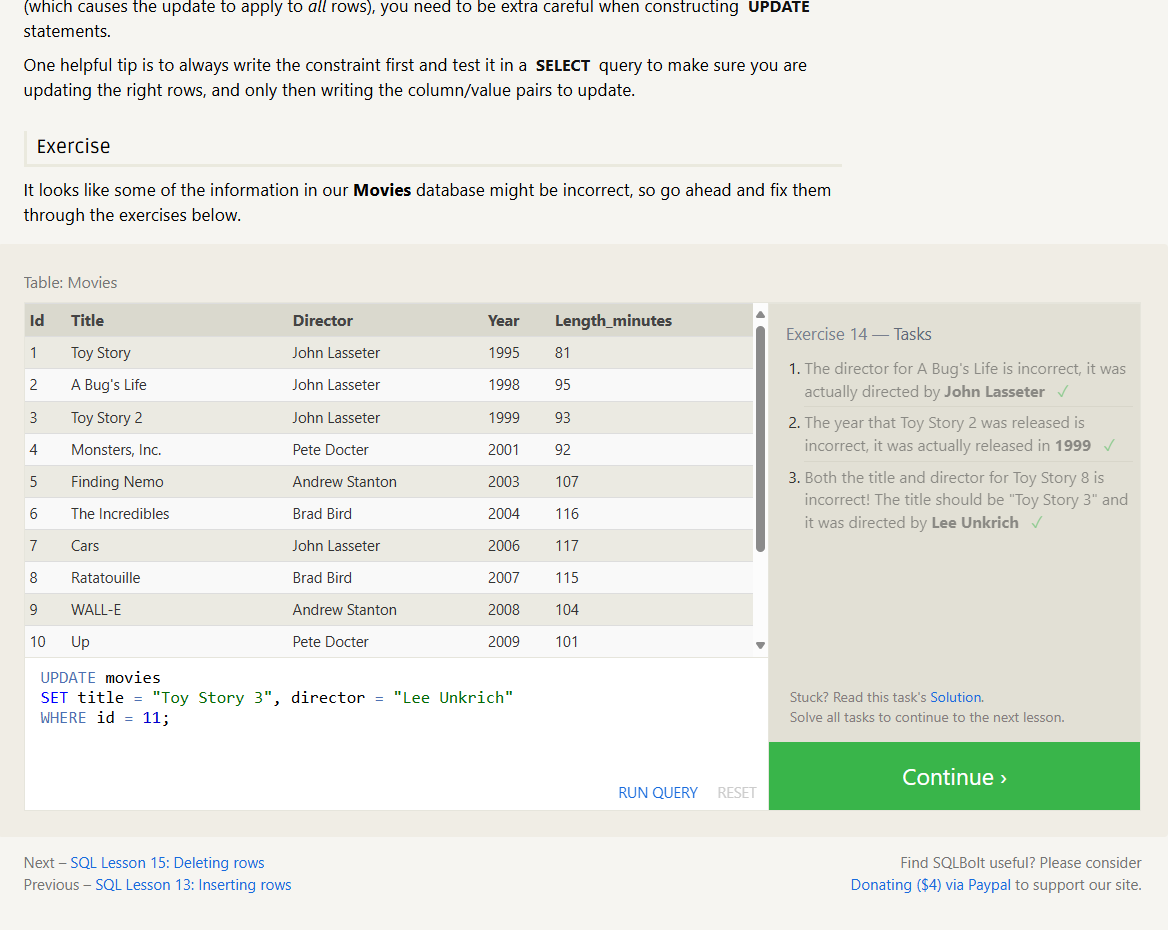 (which causes the update to apply to all rows), you need to be extra careful when constructing UPDATE
statements.
One helpful tip is to always write the constraint first and test it in a SELECT query to make sure you are
updating the right rows, and only then writing the column/value pairs to update.
Exercise
It looks like some of the information in our Movies database might be incorrect, so go ahead and fix them
through the exercises below.
Table: Movies
Id Title Director Year Length_minutes
1 Toy Story John Lasseter 1995 81
2 A Bug's Life John Lasseter 1998 95
3 Toy Story 2 John Lasseter 1999 93
4 Monsters, Inc. Pete Docter 2001 92
5 Finding Nemo Andrew Stanton 2003 107
6 The Incredibles Brad Bird 2004 116
7 Cars John Lasseter 2006 117
8 Ratatouille Brad Bird 2007 115
9 WALL-E Andrew Stanton 2008 104
10 Up Pete Docter 2009 101
UPDATE movies
SET title = "Toy Story 3", director = "Lee Unkrich"
WHERE id = 11;
RUN QUERY RESET
Exercise 14 — Tasks
1. The director for A Bug's Life is incorrect, it was
actually directed by John Lasseter ✓
2. The year that Toy Story 2 was released is
incorrect, it was actually released in 1999 ✓
3. Both the title and director for Toy Story 8 is
incorrect! The title should be "Toy Story 3" and
it was directed by Lee Unkrich ✓
Stuck? Read this task's Solution.
Solve all tasks to continue to the next lesson.
Continue ›
Next – SQL Lesson 15: Deleting rows
Previous – SQL Lesson 13: Inserting rows
Find SQLBolt useful? Please consider
Donating ($4) via Paypal to support our site.